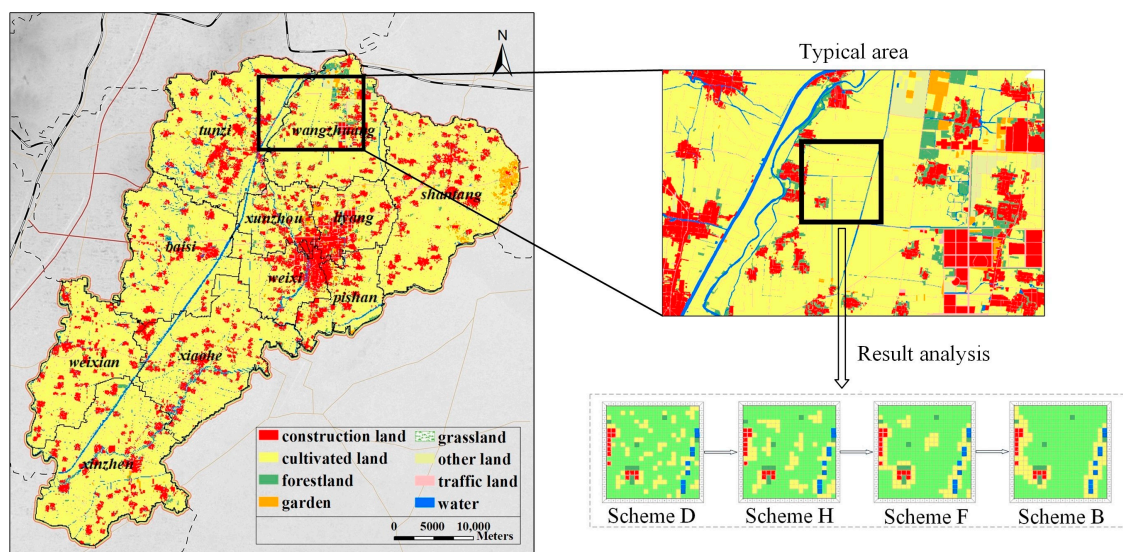 N
tunzi
wangzhuang
shantang
xunzhou
liyang
baisi
weixi
pishan
weixian
xiaohe
xinzhen
construction land
grassland
cultivated land
other land
forestland
traffic land
garden
water
0 5000 10,000
Meters
Typical area
Result analysis
Scheme D
Scheme H
Scheme F
Scheme B